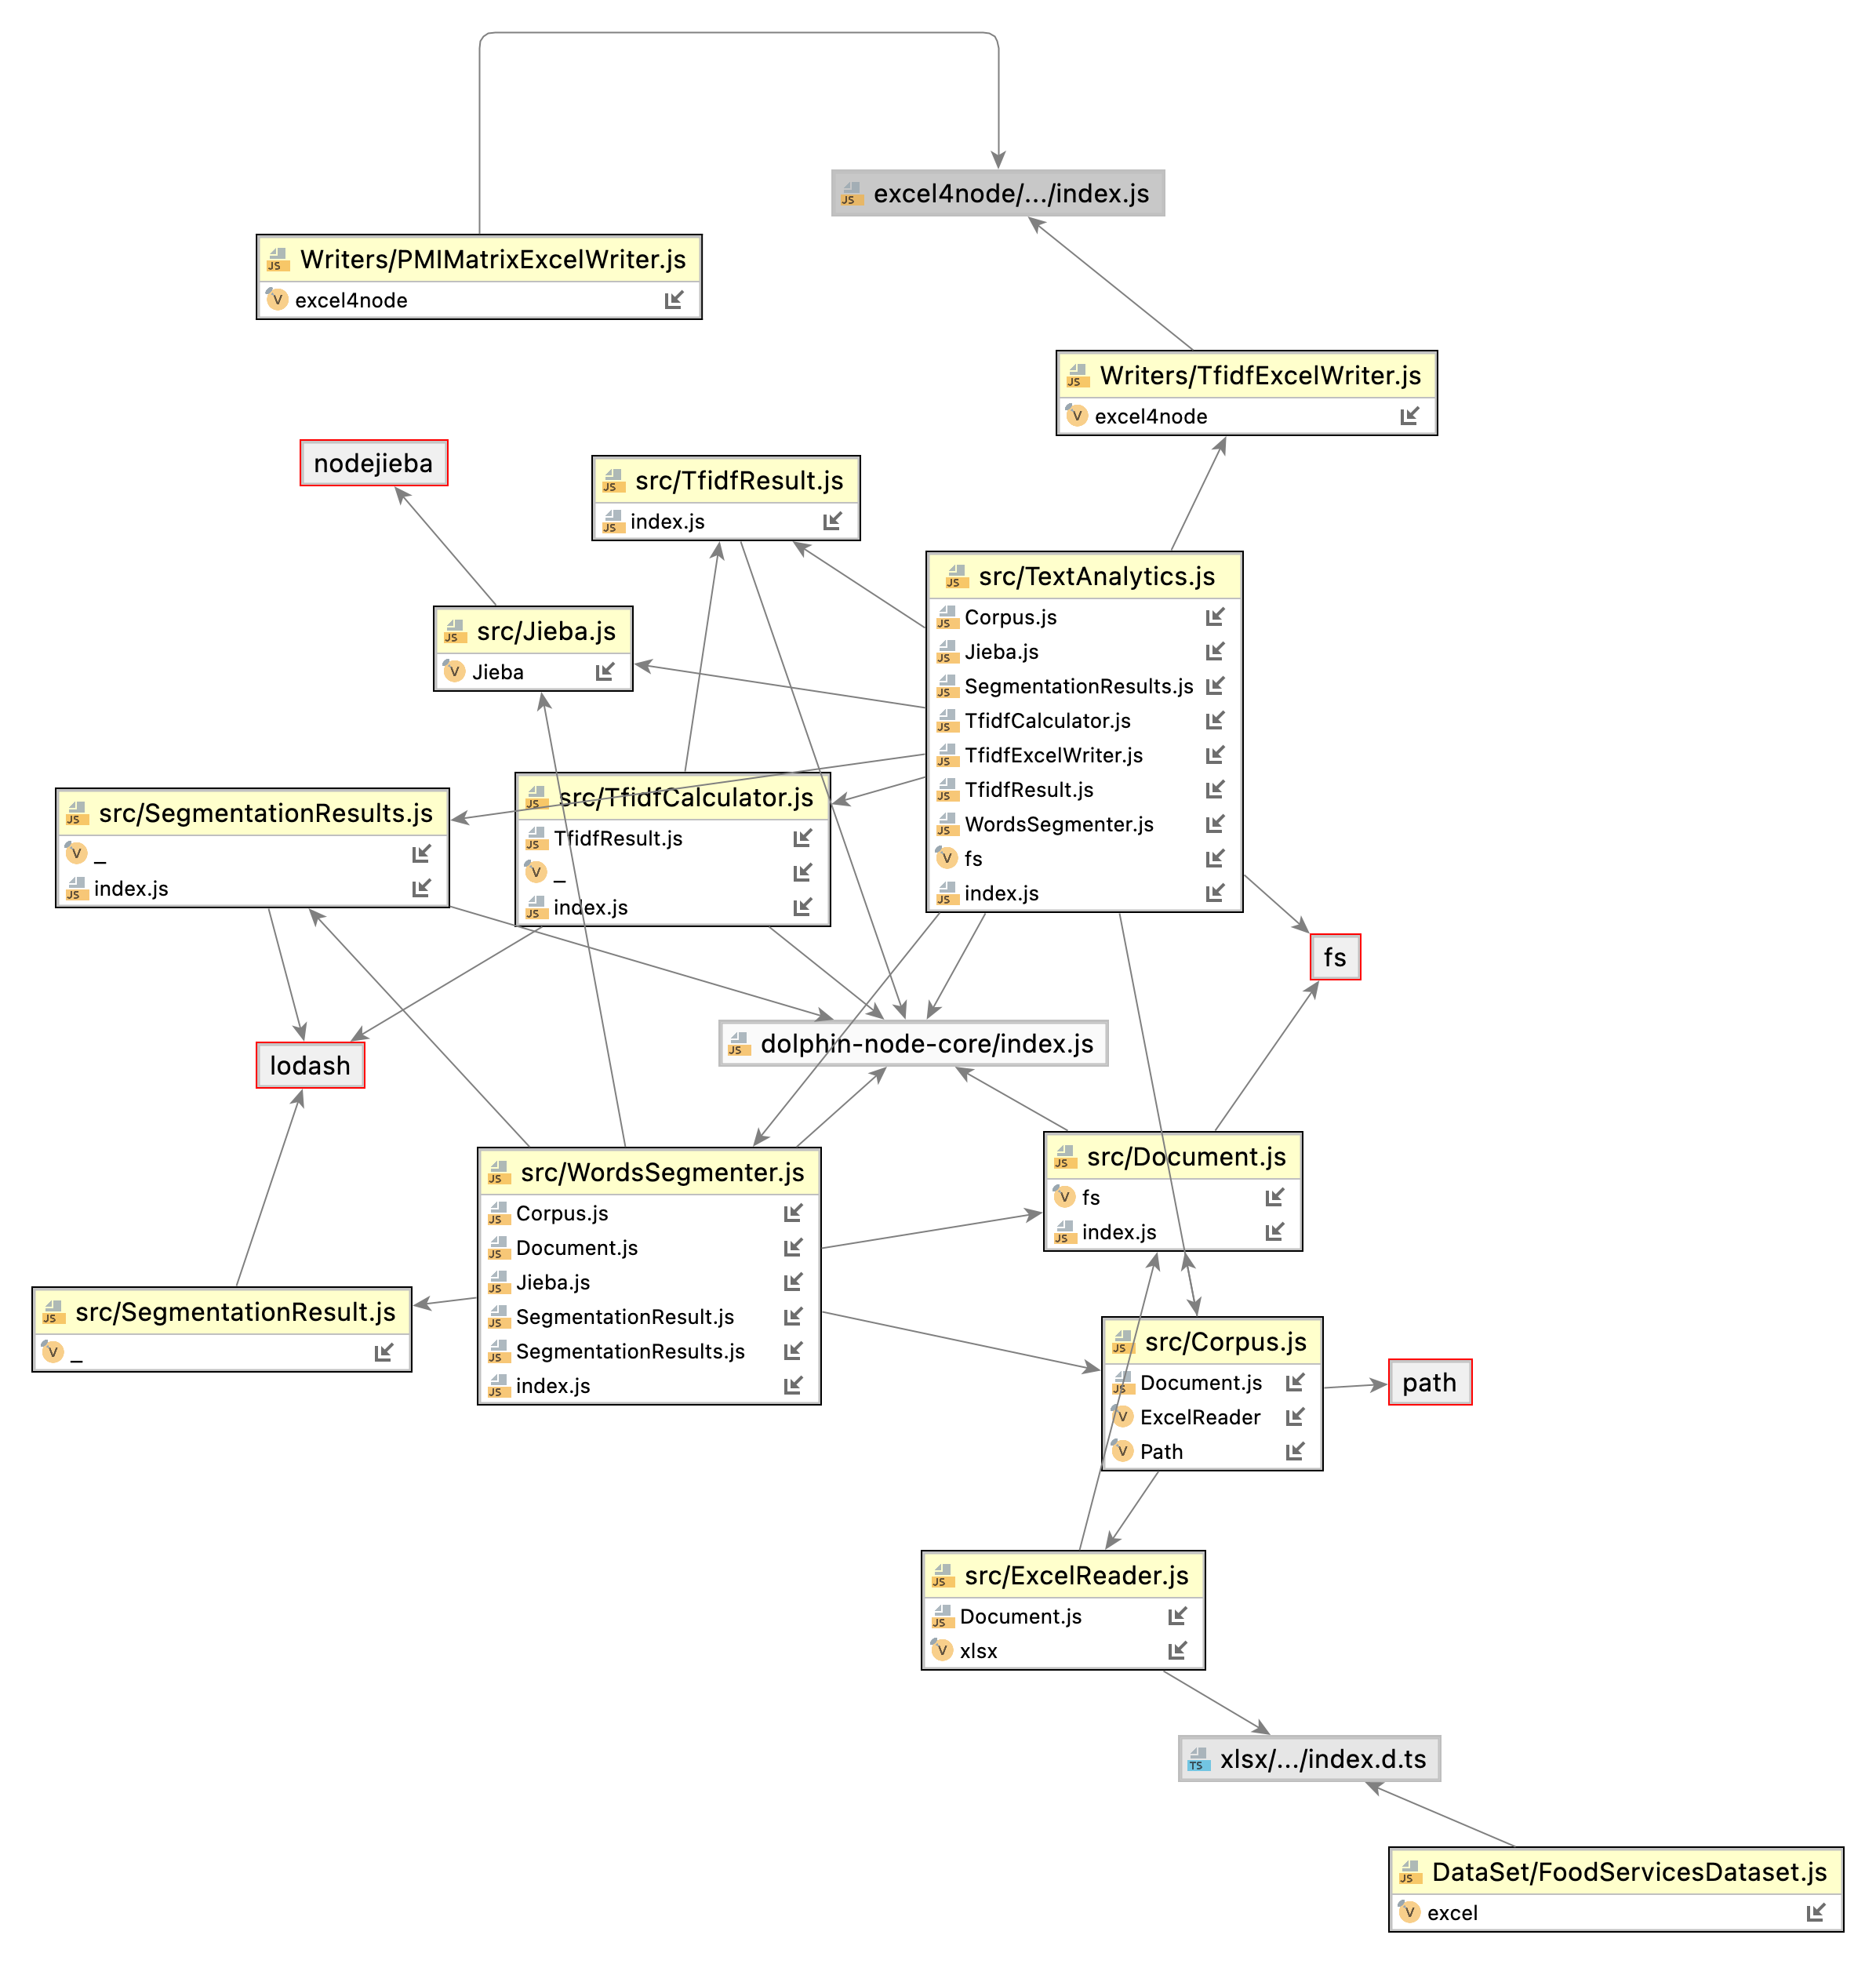 excel4node/.../index.js
Writers/PMIMatrixExcelWriter.js
excel4node
Writers/TfidfExcelWriter.js
excel4node
nodejieba
src/TfidfResult.js
index.js
src/Jieba.js
Jieba
src/TextAnalytics.js
Corpus.js
Jieba.js
SegmentationResults.js
TfidfCalculator.js
TfidfExcelWriter.js
TfidfResult.js
WordsSegmenter.js
fs
index.js
src/SegmentationResults.js
_
index.js
src/TfidfCalculator.js
TfidfResult.js
_
index.js
fs
lodash
dolphin-node-core/index.js
src/WordsSegmenter.js
Corpus.js
Document.js
Jieba.js
SegmentationResult.js
SegmentationResults.js
index.js
src/Document.js
fs
index.js
src/SegmentationResult.js
_
src/Corpus.js
Document.js
ExcelReader
Path
path
src/ExcelReader.js
Document.js
xlsx
xlsx/.../index.d.ts
DataSet/FoodServicesDataset.js
excel